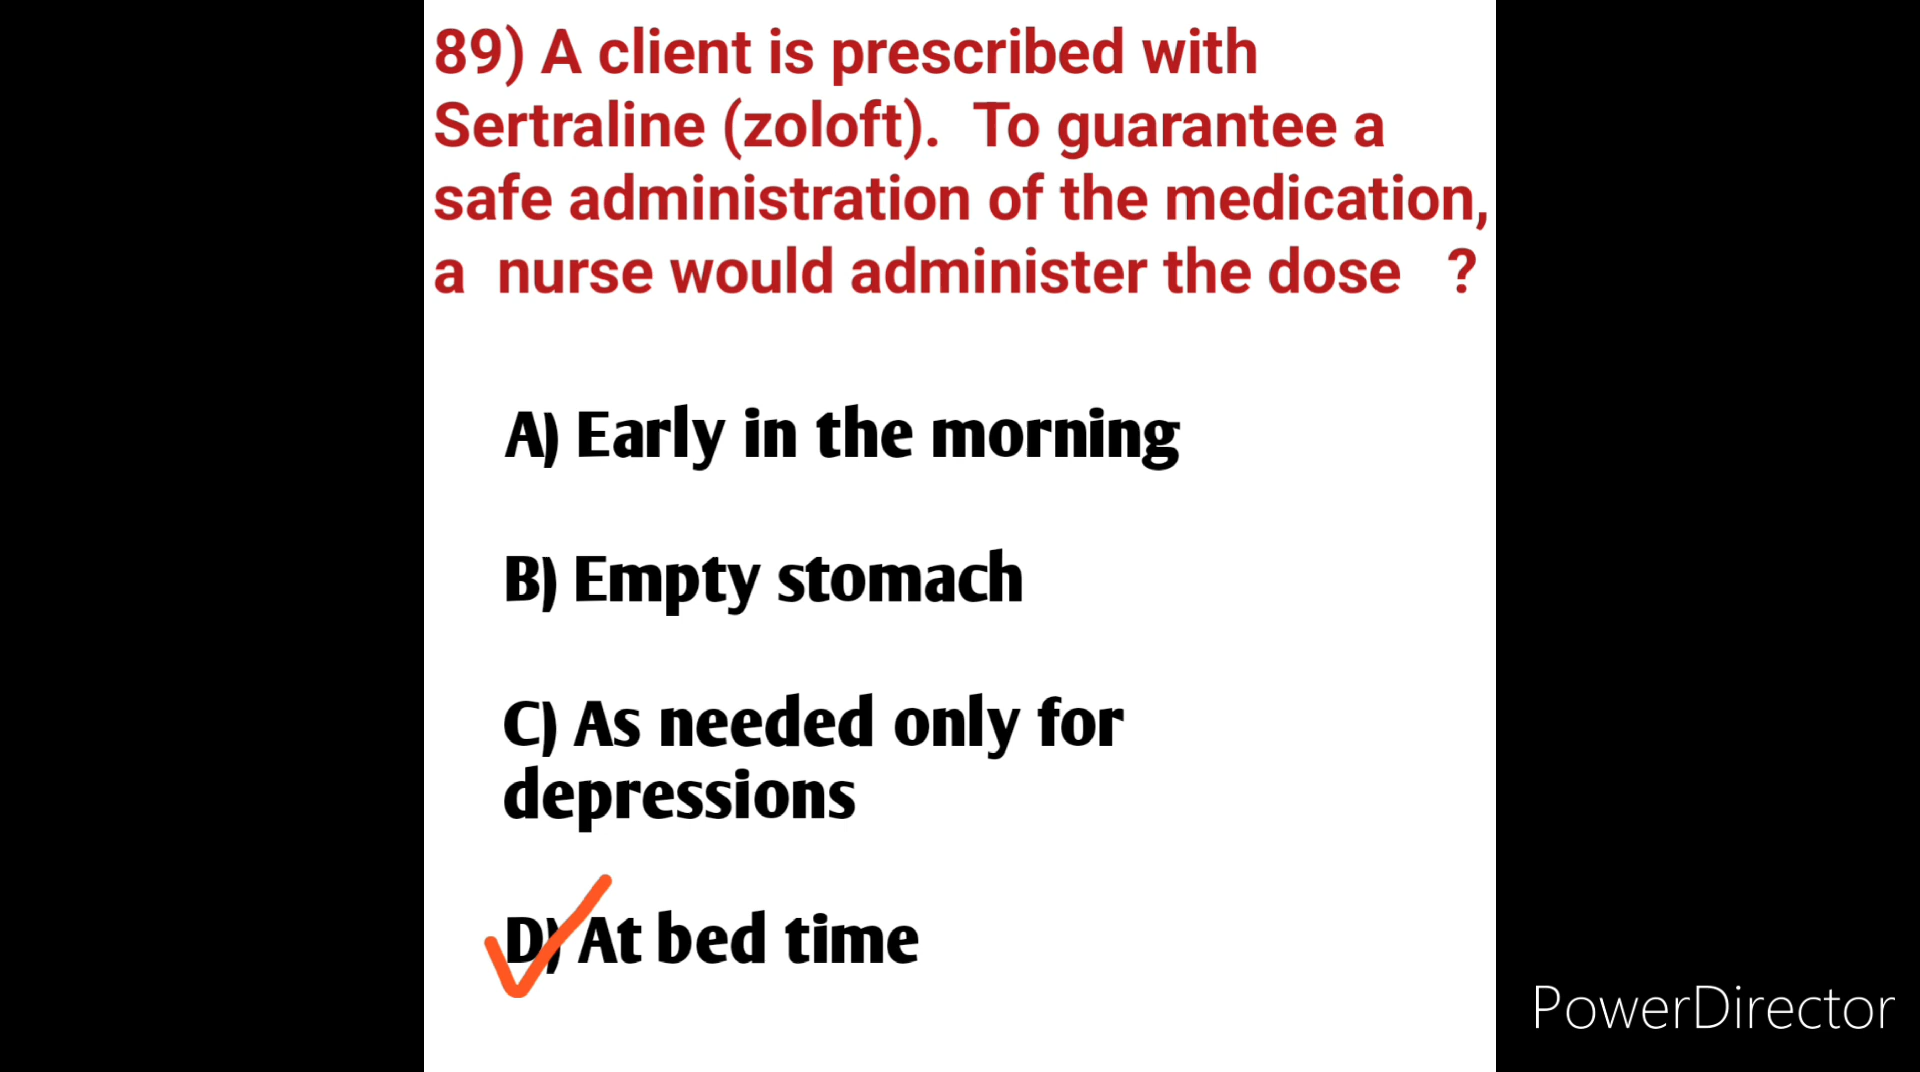 89) A client is prescribed with
Sertraline (zoloft). To guarantee a
safe administration of the medication,
a nurse would administer the dose ?
A) Early in the morning
B) Empty stomach
C) As needed only for
depressions
D) At bed time
PowerDirector